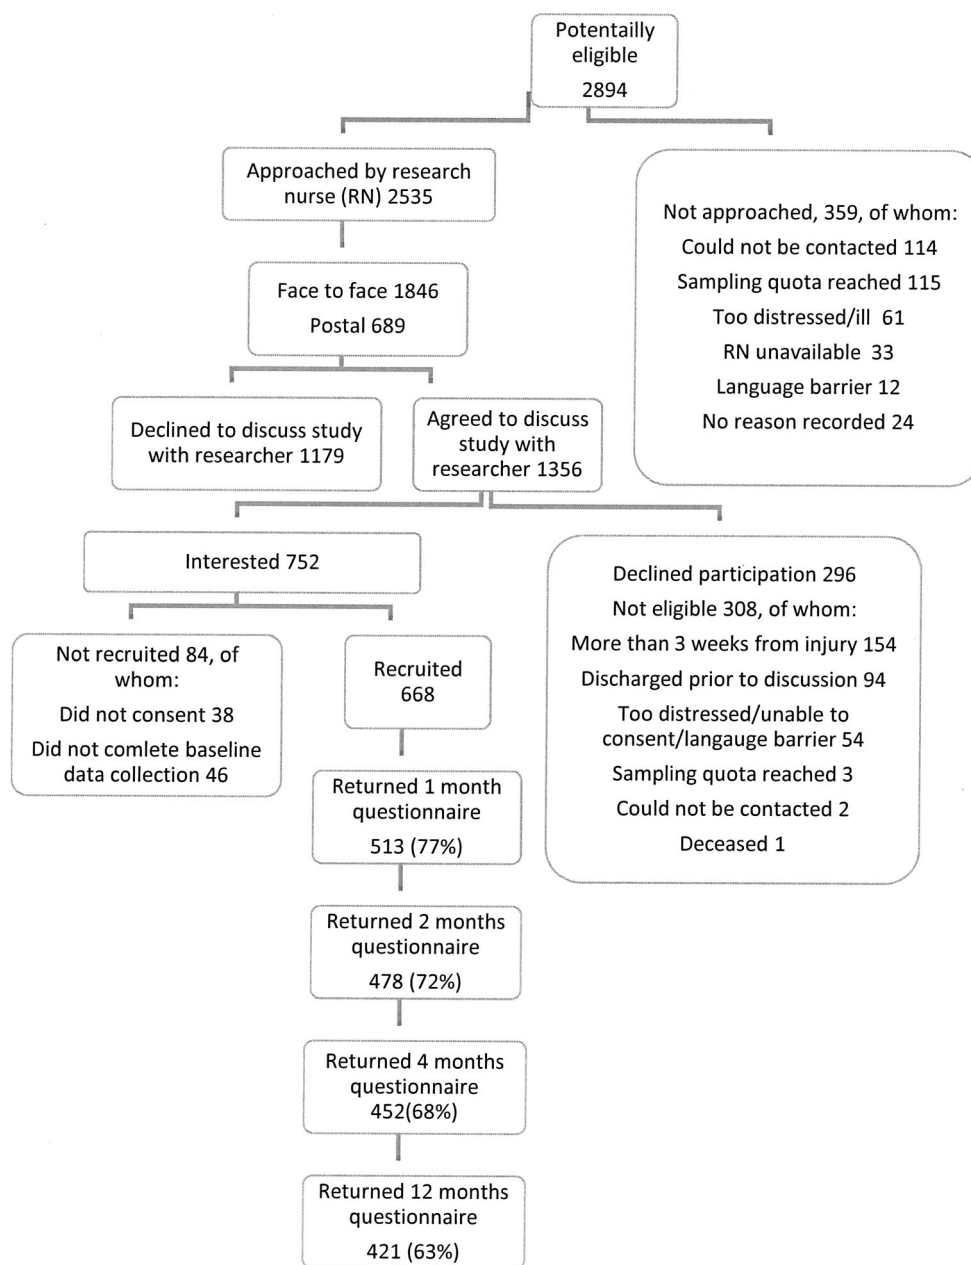 Potentailly
eligible
2894
Approached by research
nurse (RN) 2535
Not approached, 359, of whom:
Could not be contacted 114
Sampling quota reached 115
Too distressed/ill 61
RN unavailable 33
Language barrier 12
No reason recorded 24
Face to face 1846
Postal 689
Declined to discuss study
with researcher 1179
Agreed to discuss
study with
researcher 1356
Interested 752
Declined participation 296
Not eligible 308, of whom:
More than 3 weeks from injury 154
Discharged prior to discussion 94
Too distressed/unable to
consent/langauge barrier 54
Sampling quota reached 3
Could not be contacted 2
Deceased 1
Not recruited 84, of
whom:
Did not consent 38
Did not comlete baseline
data collection 46
Recruited
668
Returned 1 month
questionnaire
513 (77%)
Returned 2 months
questionnaire
478 (72%)
Returned 4 months
questionnaire
452(68%)
Returned 12 months
questionnaire
421 (63%)